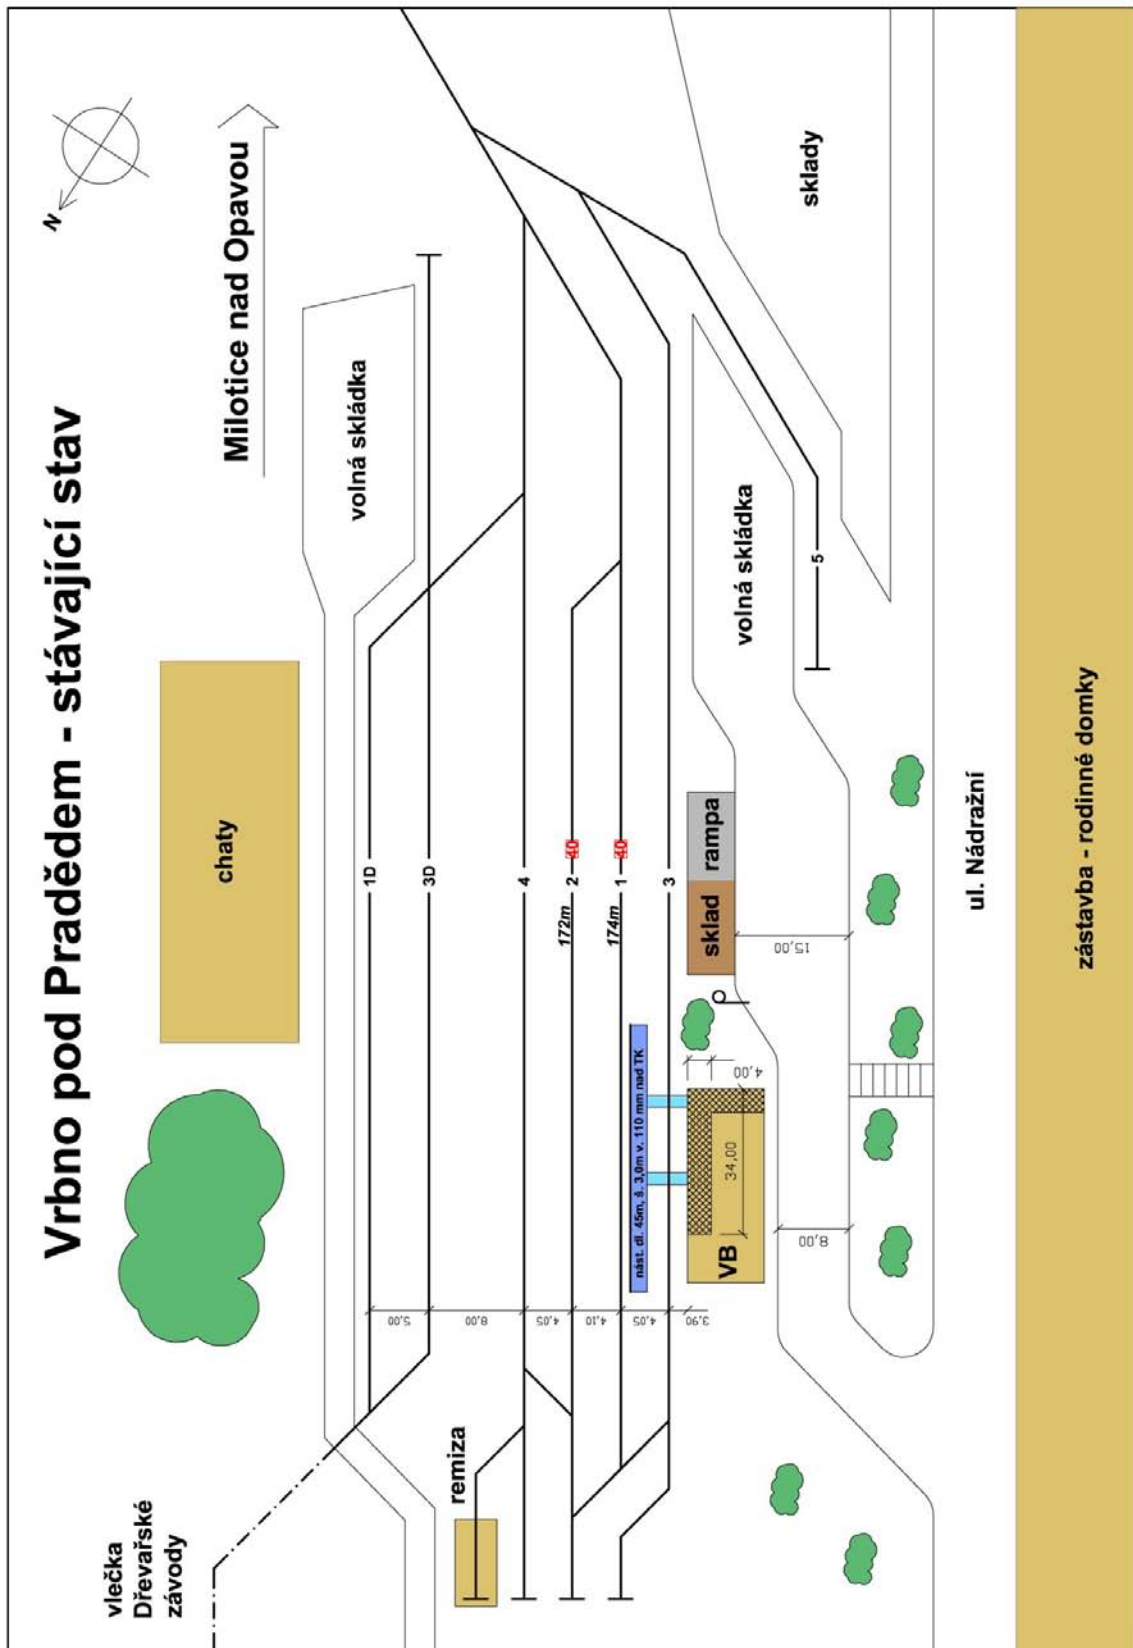 Vrbno pod Pradědem - stávající stav
N
Milotice nad Opavou
vlečka
Dřevařské
závody
chaty
volná skládka
1D
3D
remiza
4
172m 2 40
174m 1 40
3
5,00
8,00
4,05
4,10
4,05
3,90
nást. dl. 45m, š. 3,0m v. 110 mm nad TK
VB
34,00
4,00
sklad
rampa
volná skládka
5
sklady
8,00
15,00
ul. Nádražní
zástavba - rodinné domky